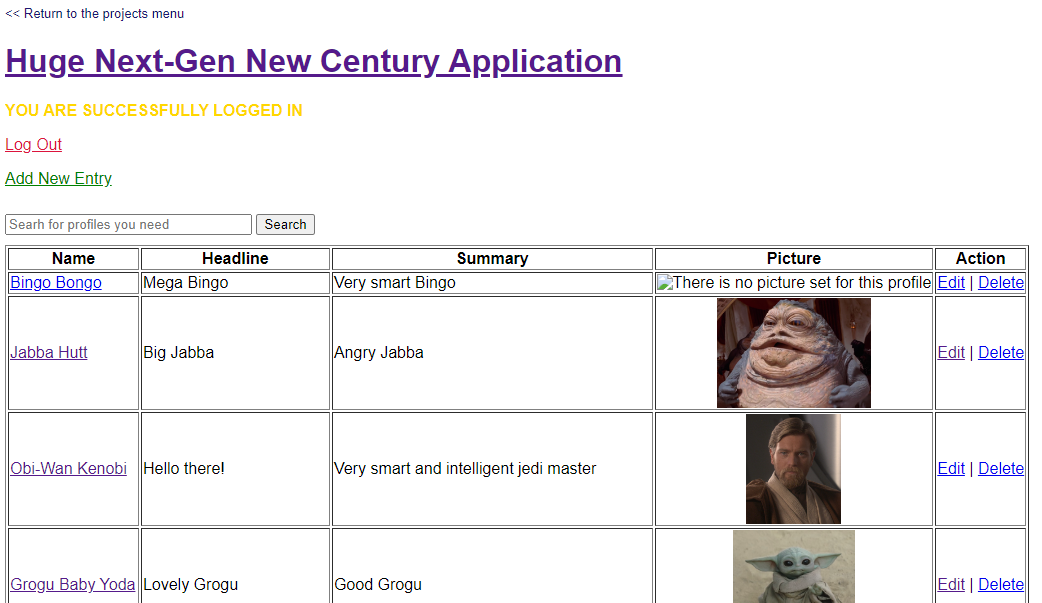 << Return to the projects menu
Huge Next-Gen New Century Application
YOU ARE SUCCESSFULLY LOGGED IN
Log Out
Add New Entry
Searh for profiles you need Search
Name Headline Summary Picture Action
Bingo Bongo Mega Bingo Very smart Bingo There is no picture set for this profile Edit | Delete
Jabba Hutt Big Jabba Angry Jabba Edit | Delete
Obi-Wan Kenobi Hello there! Very smart and intelligent jedi master Edit | Delete
Grogu Baby Yoda Lovely Grogu Good Grogu Edit | Delete